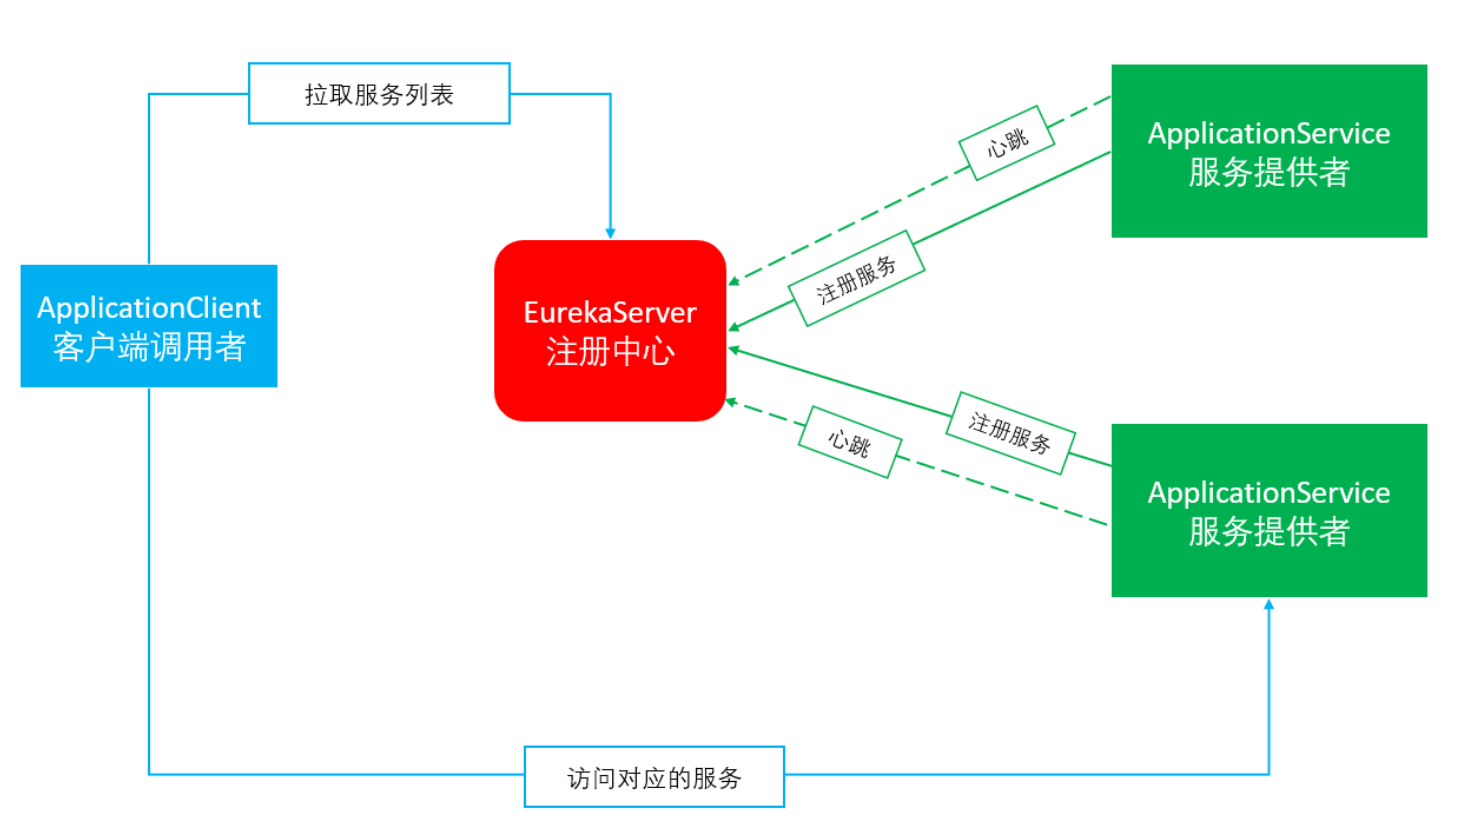 拉取服务列表
ApplicationService
服务提供者
心跳
注册服务
ApplicationClient
客户端调用者
EurekaServer
注册中心
注册服务
心跳
ApplicationService
服务提供者
访问对应的服务